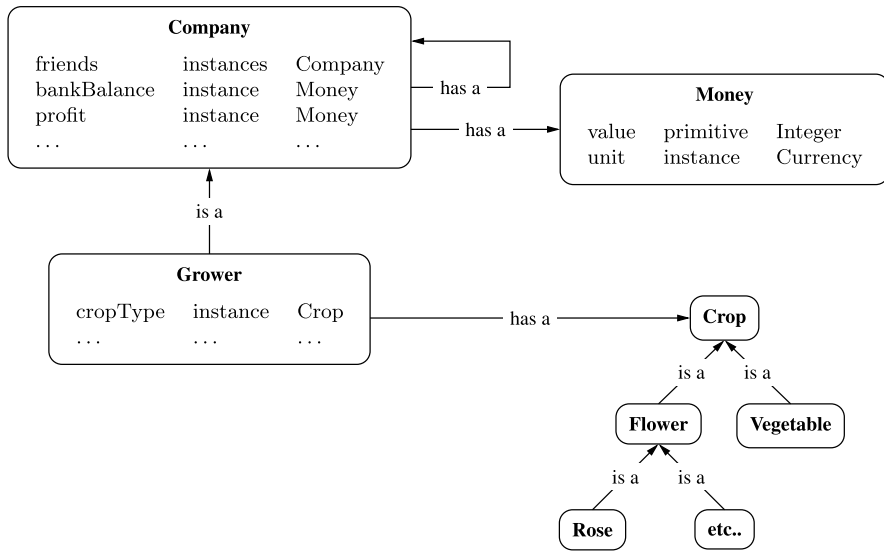 Company
friends instances Company
bankBalance instance Money
profit instance Money
... ... ...
has a
has a
Money
value primitive Integer
unit instance Currency
is a
Grower
cropType instance Crop
... ... ...
has a
Crop
is a is a
Flower Vegetable
is a is a
Rose etc..